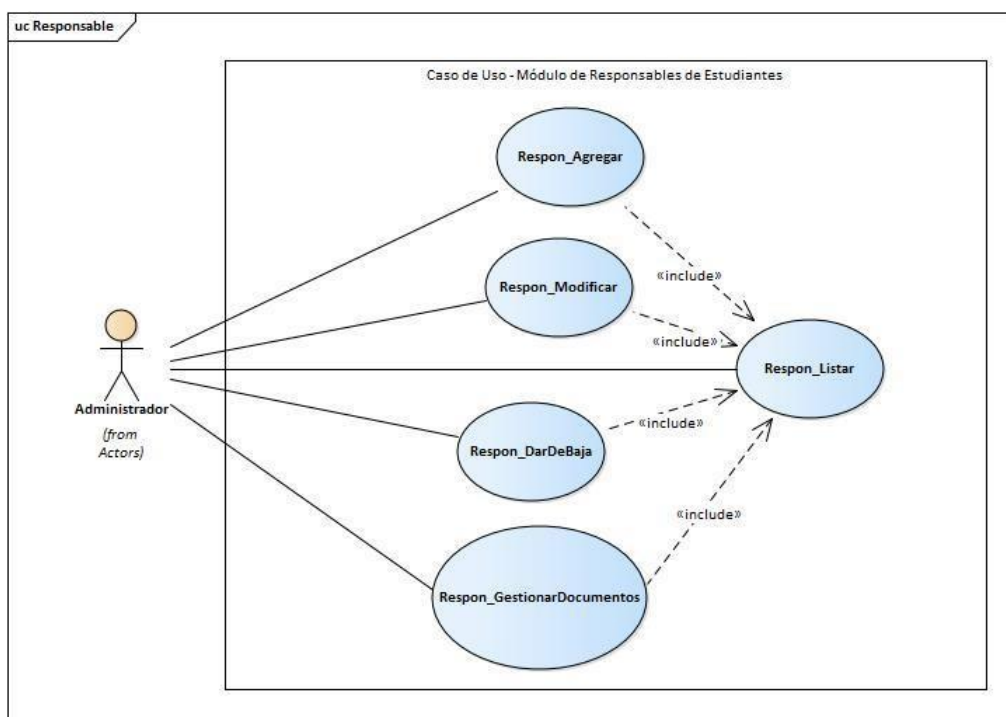 uc Responsable
Caso de Uso - Módulo de Responsables de Estudiantes
Respon_Agregar
«include»
Respon_Modificar
«include»
Respon_Listar
Administrador
(from
Actors)
«include»
Respon_DarDeBaja
«include»
Respon_GestionarDocumentos